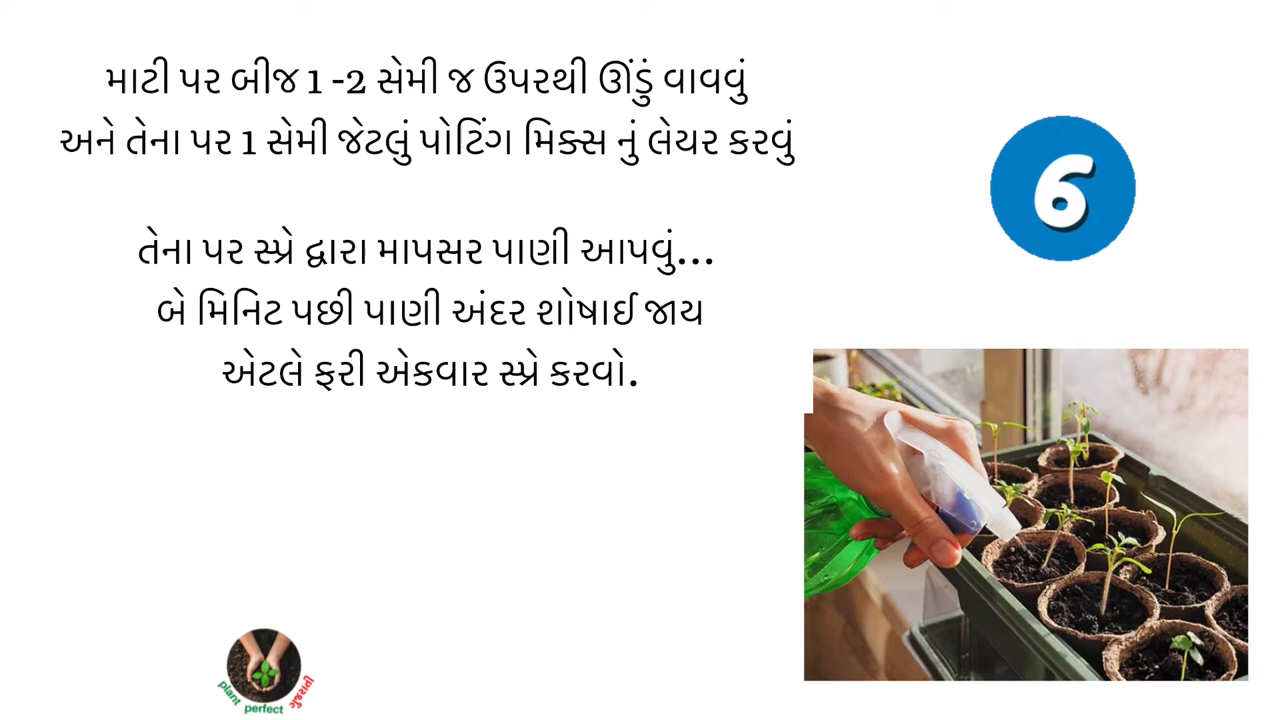 માટી પર બીજ 1 -2 સેમી જ ઉપરથી ઊંડું વાવવું
અને તેના પર 1 સેમી જેટલું પોટિંગ મિક્સ નું લેયર કરવું
6
તેના પર સ્પ્રે દ્વારા માપસર પાણી આપવું...
બે મિનિટ પછી પાણી અંદર શોષાઈ જાય
એટલે ફરી એકવાર સ્પ્રે કરવો.
plant perfect ગુજરાતી